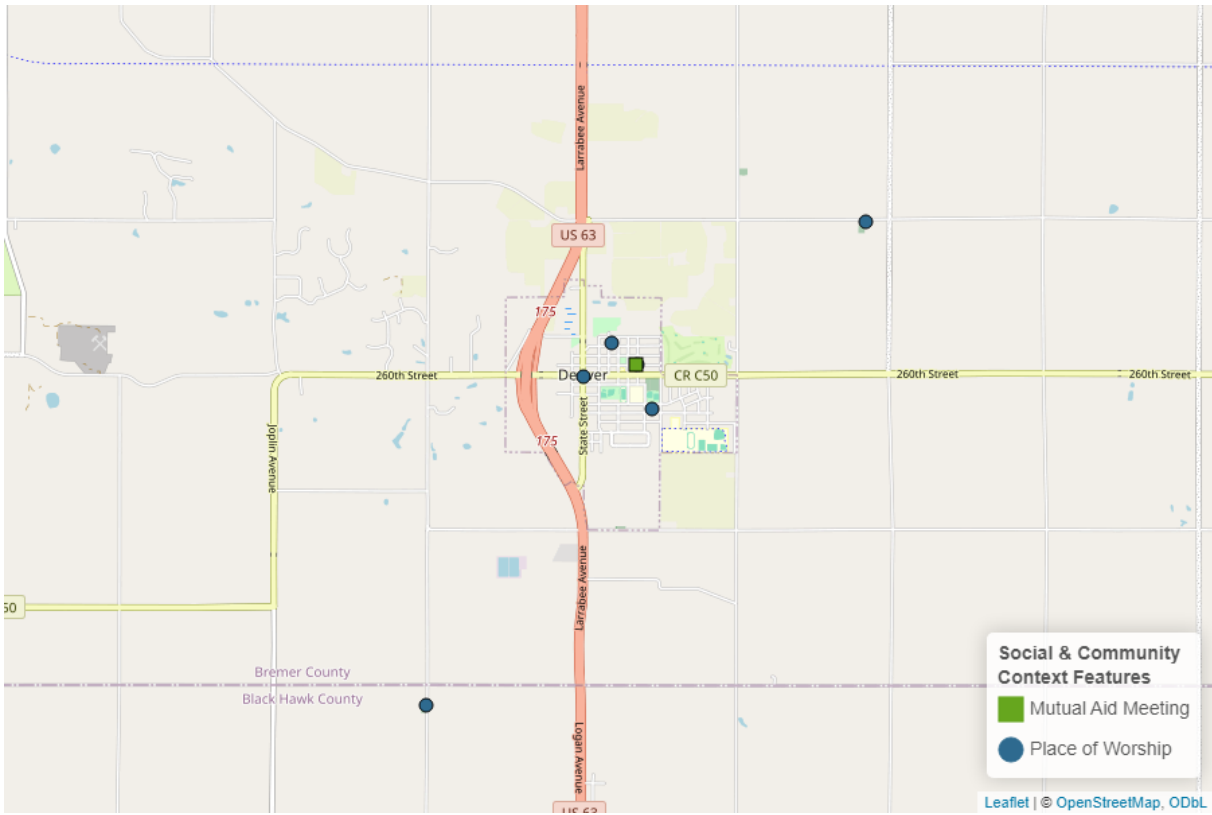 Larrabee Avenue
US 63
175
260th Street
Denver
CR C50
260th Street
260th Street
175
State Street
Joplin Avenue
Larrabee Avenue
50
Bremer County
Black Hawk County
Logan Avenue
US 63
Social & Community
Context Features
Mutual Aid Meeting
Place of Worship
Leaflet | © OpenStreetMap, ODbL